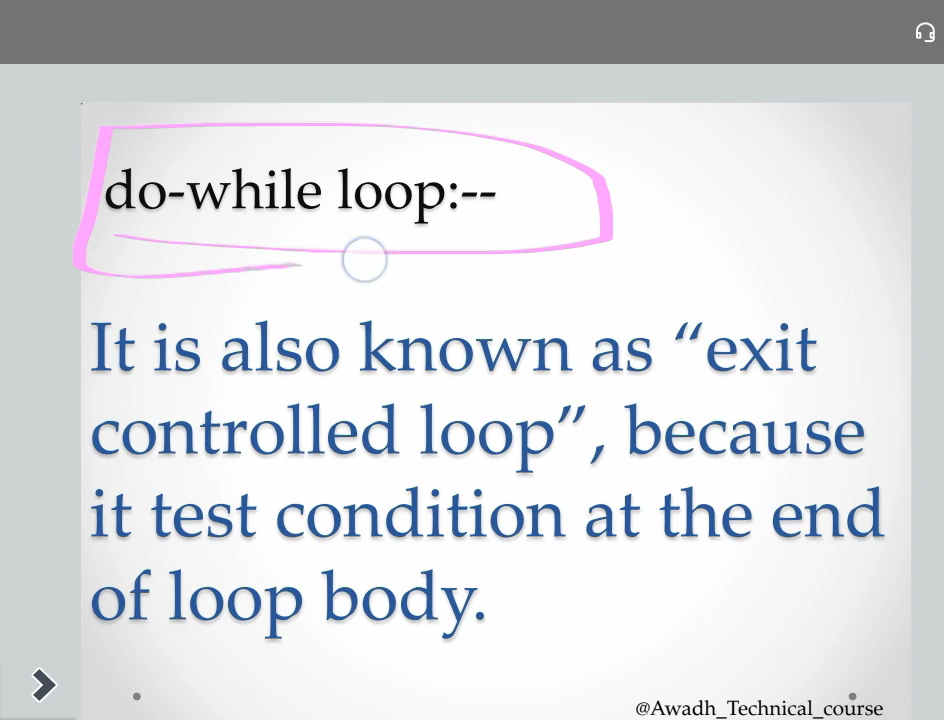 do-while loop:--
It is also known as “exit
controlled loop”, because
it test condition at the end
of loop body.
@Awadh_Technical_course